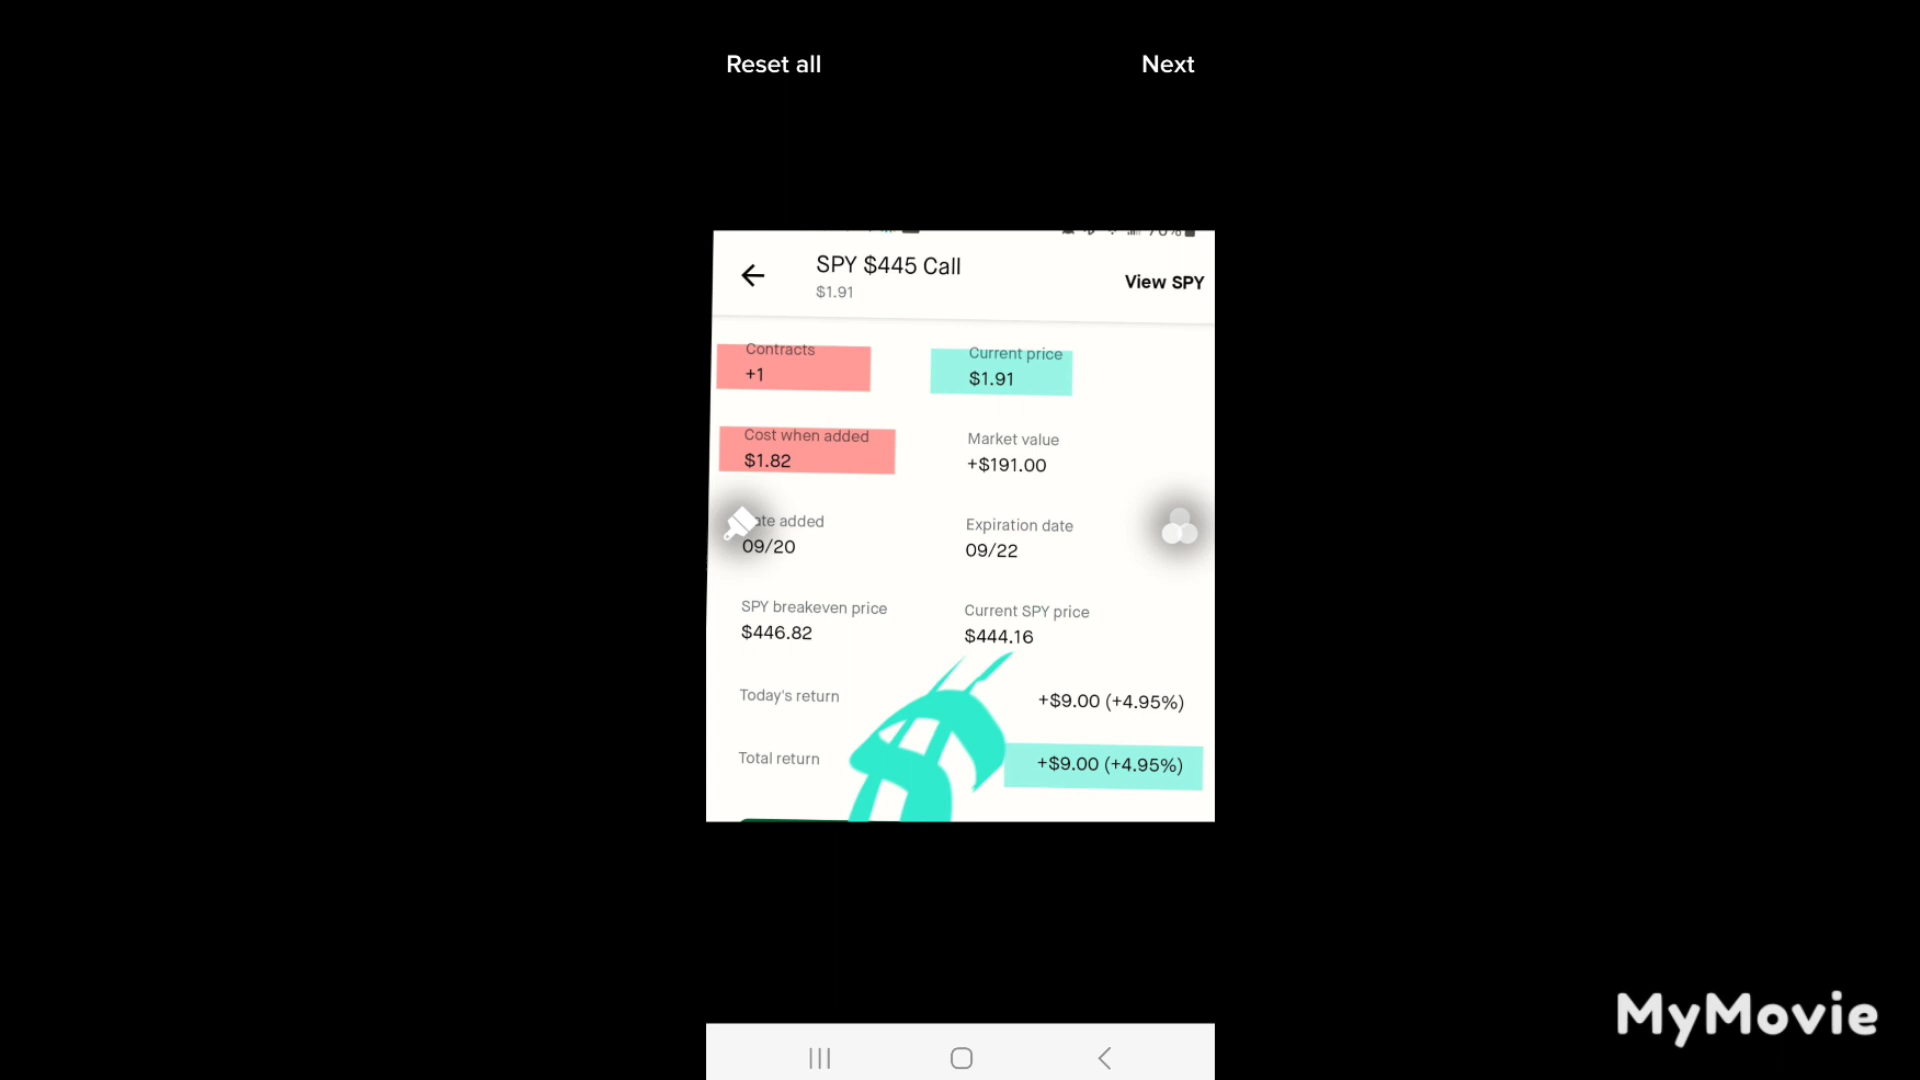 Reset all
Next
SPY $445 Call
$1.91
View SPY
Contracts
+1
Current price
$1.91
Cost when added
$1.82
Market value
+$191.00
ate added
09/20
Expiration date
09/22
SPY breakeven price
$446.82
Current SPY price
$444.16
Today's return
+$9.00 (+4.95%)
Total return
+$9.00 (+4.95%)
MyMovie